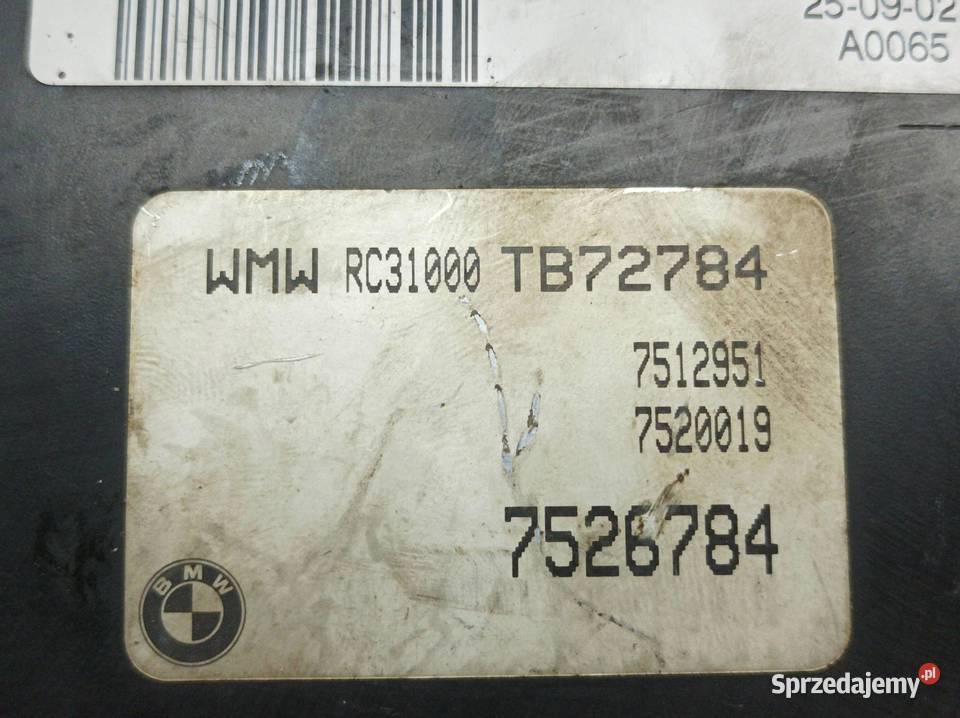 25-09-02
A0065
WMW RC31000 TB72784
7512951
7520019
7526784
BMW
Sprzedajemy.pl